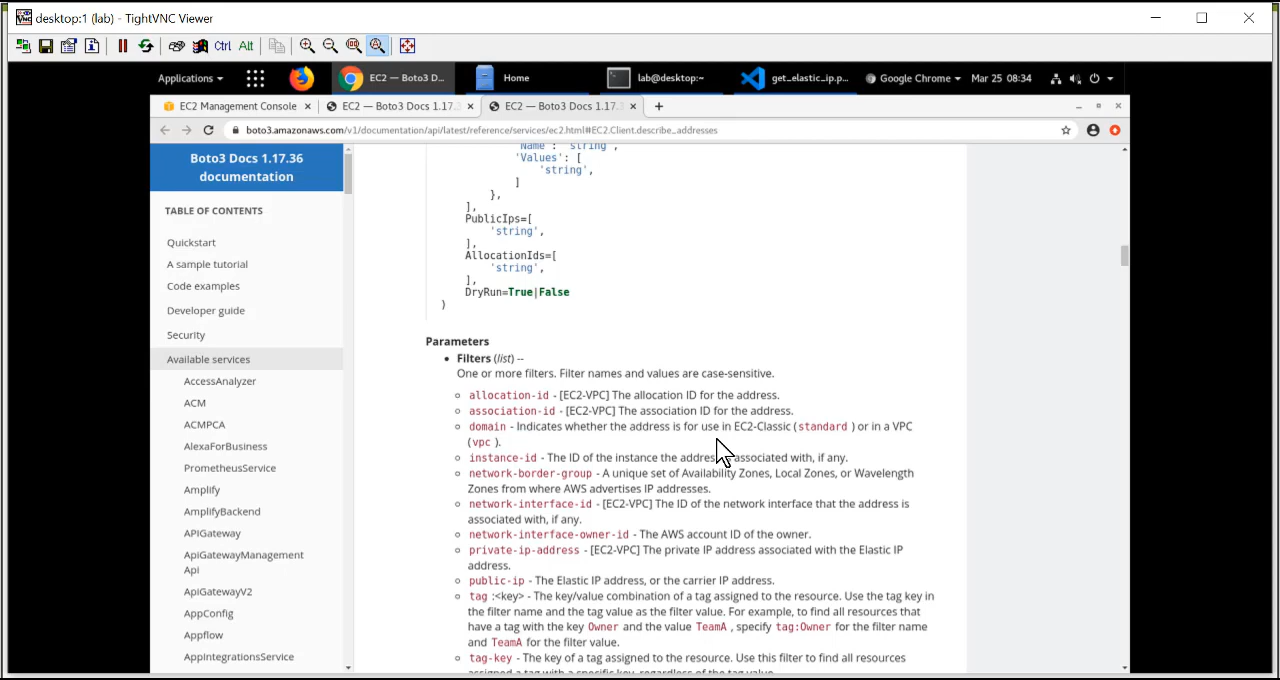 desktop:1 (lab) - TightVNC Viewer
Ctrl Alt
Applications
EC2 — Boto3 D...
Home
lab@desktop:~
get_elastic_ip.p...
Google Chrome
Mar 25 08:34
EC2 Management Console
EC2 — Boto3 Docs 1.17.
EC2 — Boto3 Docs 1.17.
boto3.amazonaws.com/v1/documentation/api/latest/reference/services/ec2.html#EC2.Client.describe_addresses
Boto3 Docs 1.17.36
documentation
TABLE OF CONTENTS
Quickstart
A sample tutorial
Code examples
Developer guide
Security
Available services
AccessAnalyzer
ACM
ACMPCA
AlexaForBusiness
PrometheusService
Amplify
AmplifyBackend
APIGateway
ApiGatewayManagement
Api
ApiGatewayV2
AppConfig
Appflow
AppIntegrationsService
'Name': 'string',
'Values': [
'string',
]
},
],
PublicIps=[
'string',
],
AllocationIds=[
'string',
],
DryRun=True|False
)
Parameters
• Filters (list) --
One or more filters. Filter names and values are case-sensitive.
allocation-id - [EC2-VPC] The allocation ID for the address.
association-id - [EC2-VPC] The association ID for the address.
domain - Indicates whether the address is for use in EC2-Classic (standard ) or in a VPC
(vpc ).
instance-id - The ID of the instance the address associated with, if any.
network-border-group - A unique set of Availability Zones, Local Zones, or Wavelength
Zones from where AWS advertises IP addresses.
network-interface-id - [EC2-VPC] The ID of the network interface that the address is
associated with, if any.
network-interface-owner-id - The AWS account ID of the owner.
private-ip-address - [EC2-VPC] The private IP address associated with the Elastic IP
address.
public-ip - The Elastic IP address, or the carrier IP address.
tag :<key> - The key/value combination of a tag assigned to the resource. Use the tag key in
the filter name and the tag value as the filter value. For example, to find all resources that
have a tag with the key Owner and the value TeamA , specify tag:Owner for the filter name
and TeamA for the filter value.
tag-key - The key of a tag assigned to the resource. Use this filter to find all resources
assigned a tag with a specific key, regardless of the tag value.